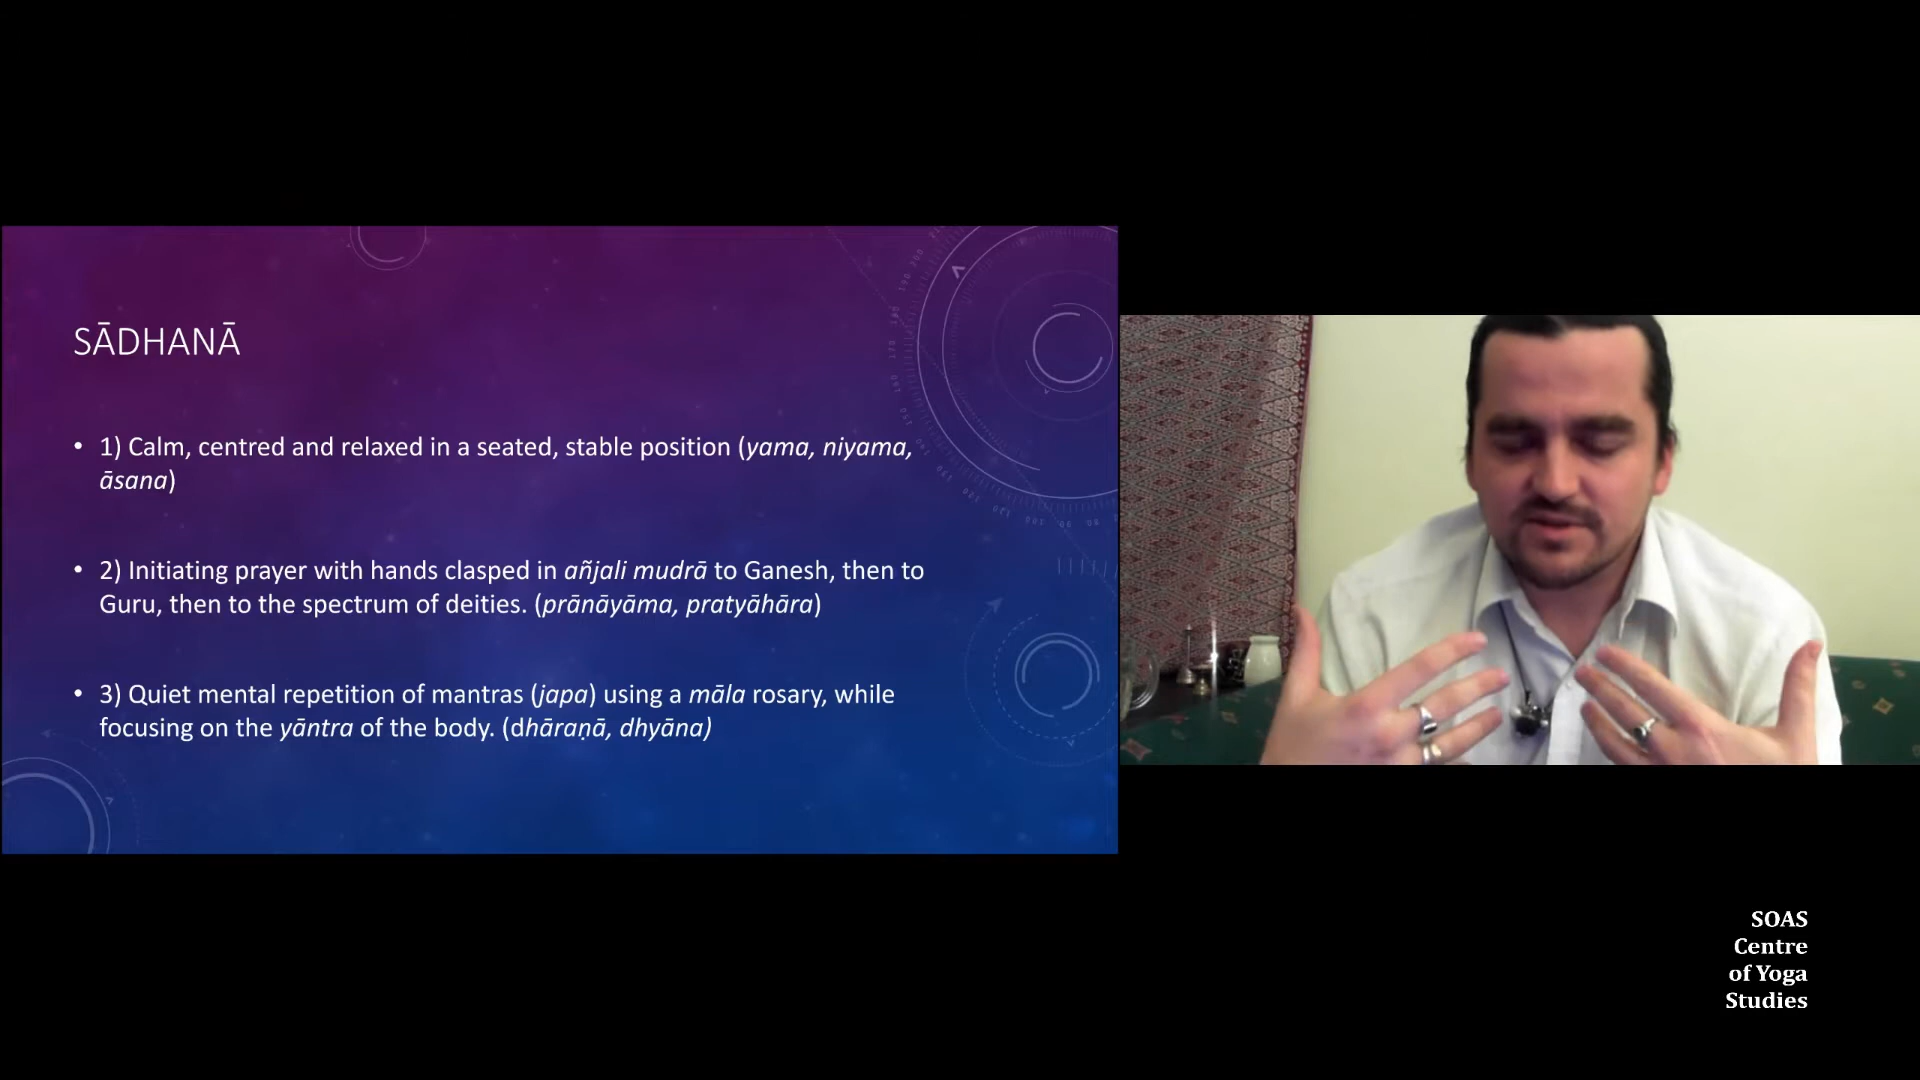 SĀDHANĀ
• 1) Calm, centred and relaxed in a seated, stable position (yama, niyama,
āsana)
• 2) Initiating prayer with hands clasped in añjali mudrā to Ganesh, then to
Guru, then to the spectrum of deities. (prānāyāma, pratyāhāra)
• 3) Quiet mental repetition of mantras (japa) using a māla rosary, while
focusing on the yāntra of the body. (dhāraṇā, dhyāna)
SOAS
Centre
of Yoga
Studies